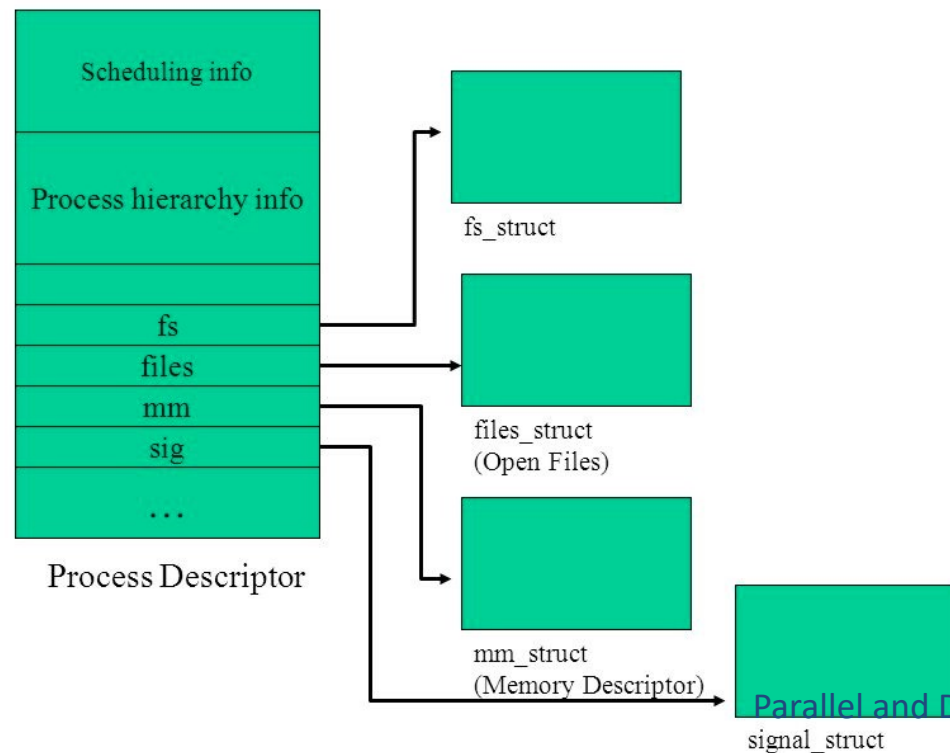 Scheduling info
Process hierarchy info
fs
files
mm
sig
...
Process Descriptor
fs_struct
files_struct
(Open Files)
mm_struct
(Memory Descriptor)
Parallel and D
signal_struct